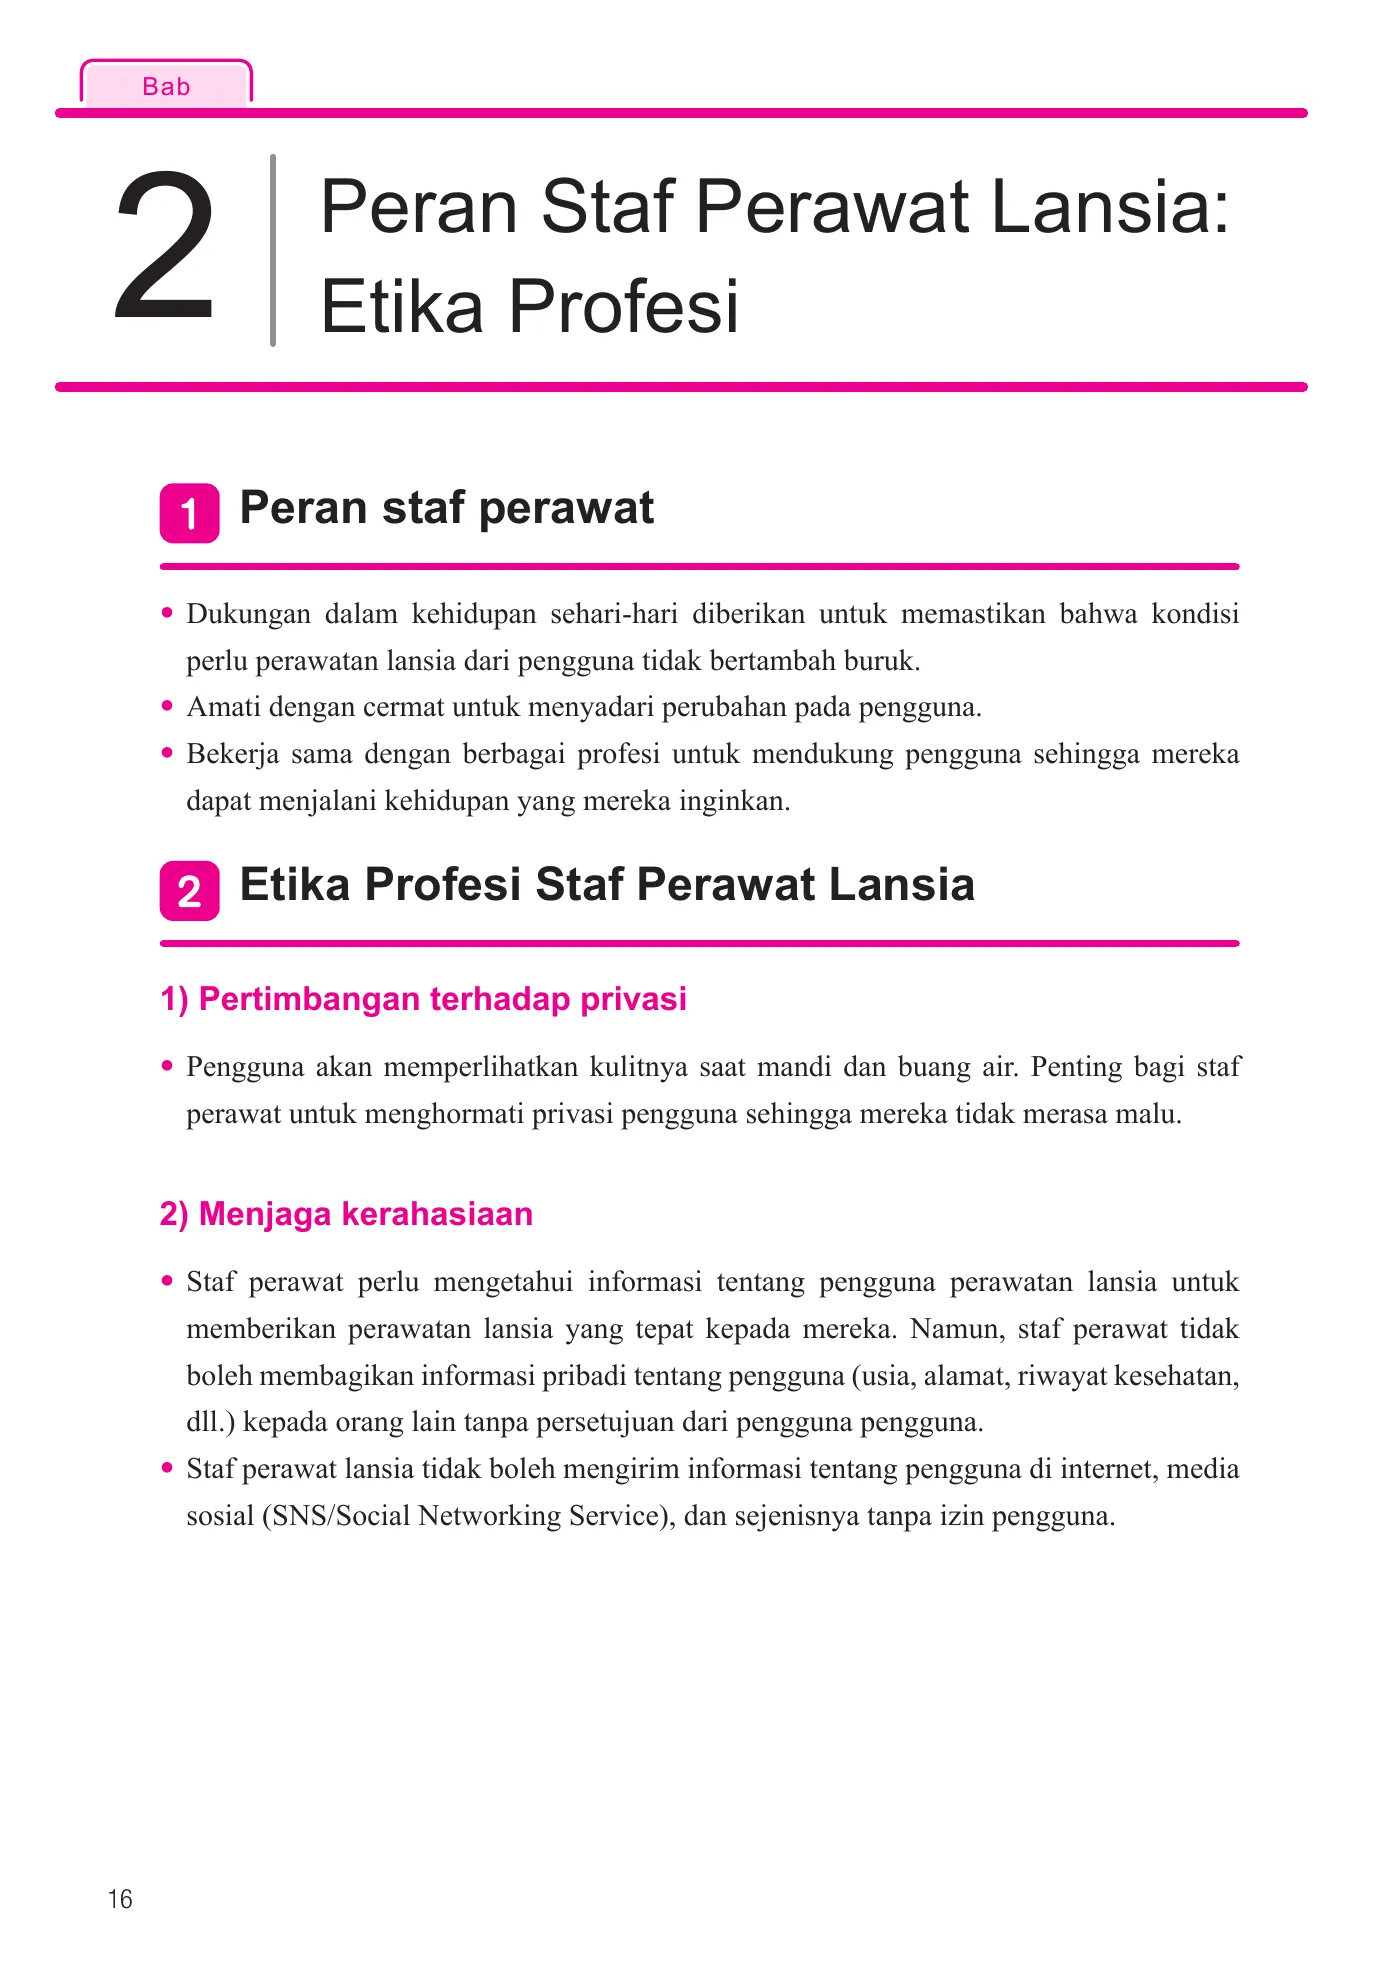 Bab
2
Peran Staf Perawat Lansia:
Etika Profesi
1 Peran staf perawat
• Dukungan dalam kehidupan sehari-hari diberikan untuk memastikan bahwa kondisi
perlu perawatan lansia dari pengguna tidak bertambah buruk.
• Amati dengan cermat untuk menyadari perubahan pada pengguna.
• Bekerja sama dengan berbagai profesi untuk mendukung pengguna sehingga mereka
dapat menjalani kehidupan yang mereka inginkan.
2 Etika Profesi Staf Perawat Lansia
1) Pertimbangan terhadap privasi
• Pengguna akan memperlihatkan kulitnya saat mandi dan buang air. Penting bagi staf
perawat untuk menghormati privasi pengguna sehingga mereka tidak merasa malu.
2) Menjaga kerahasiaan
• Staf perawat perlu mengetahui informasi tentang pengguna perawatan lansia untuk
memberikan perawatan lansia yang tepat kepada mereka. Namun, staf perawat tidak
boleh membagikan informasi pribadi tentang pengguna (usia, alamat, riwayat kesehatan,
dll.) kepada orang lain tanpa persetujuan dari pengguna pengguna.
• Staf perawat lansia tidak boleh mengirim informasi tentang pengguna di internet, media
sosial (SNS/Social Networking Service), dan sejenisnya tanpa izin pengguna.
16